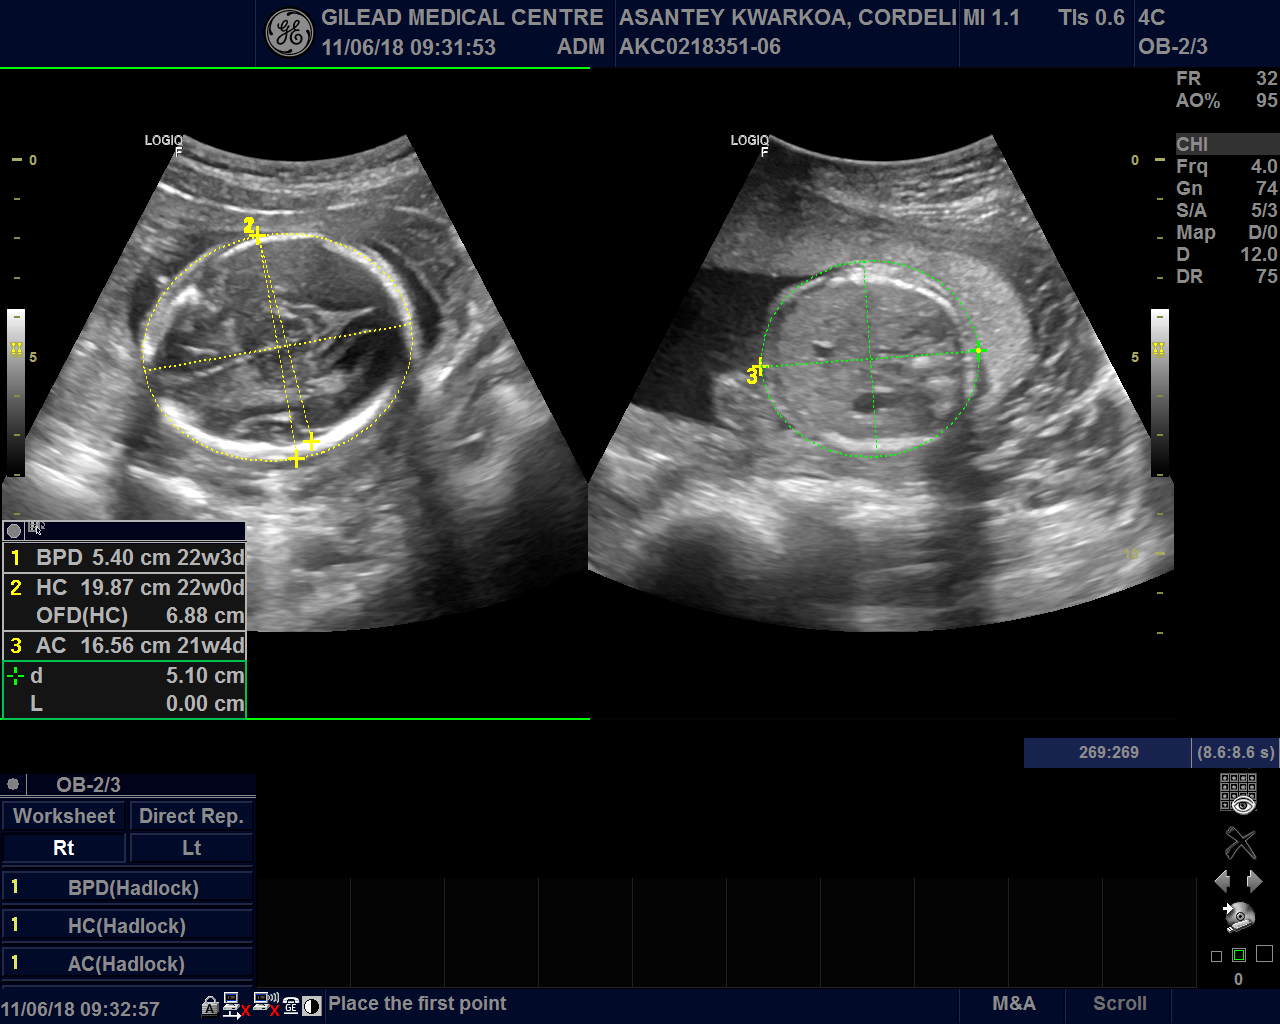 GILEAD MEDICAL CENTRE
11/06/18 09:31:53 ADM
ASANTEY KWARKOA, CORDELI
AKC0218351-06
MI 1.1 TIs 0.6
4C
OB-2/3
FR 32
AO% 95
CHI
Frq 4.0
Gn 74
S/A 5/3
Map D/0
D 12.0
DR 75
LOGIQ
F
0
2
5
LOGIQ
F
0
3
5
10
1 BPD 5.40 cm 22w3d
2 HC 19.87 cm 22w0d
OFD(HC) 6.88 cm
3 AC 16.56 cm 21w4d
d 5.10 cm
L 0.00 cm
269:269 (8.6:8.6 s)
OB-2/3
Worksheet Direct Rep.
Rt Lt
1 BPD(Hadlock)
1 HC(Hadlock)
1 AC(Hadlock)
0
11/06/18 09:32:57
A
GE
Place the first point
M&A
Scroll